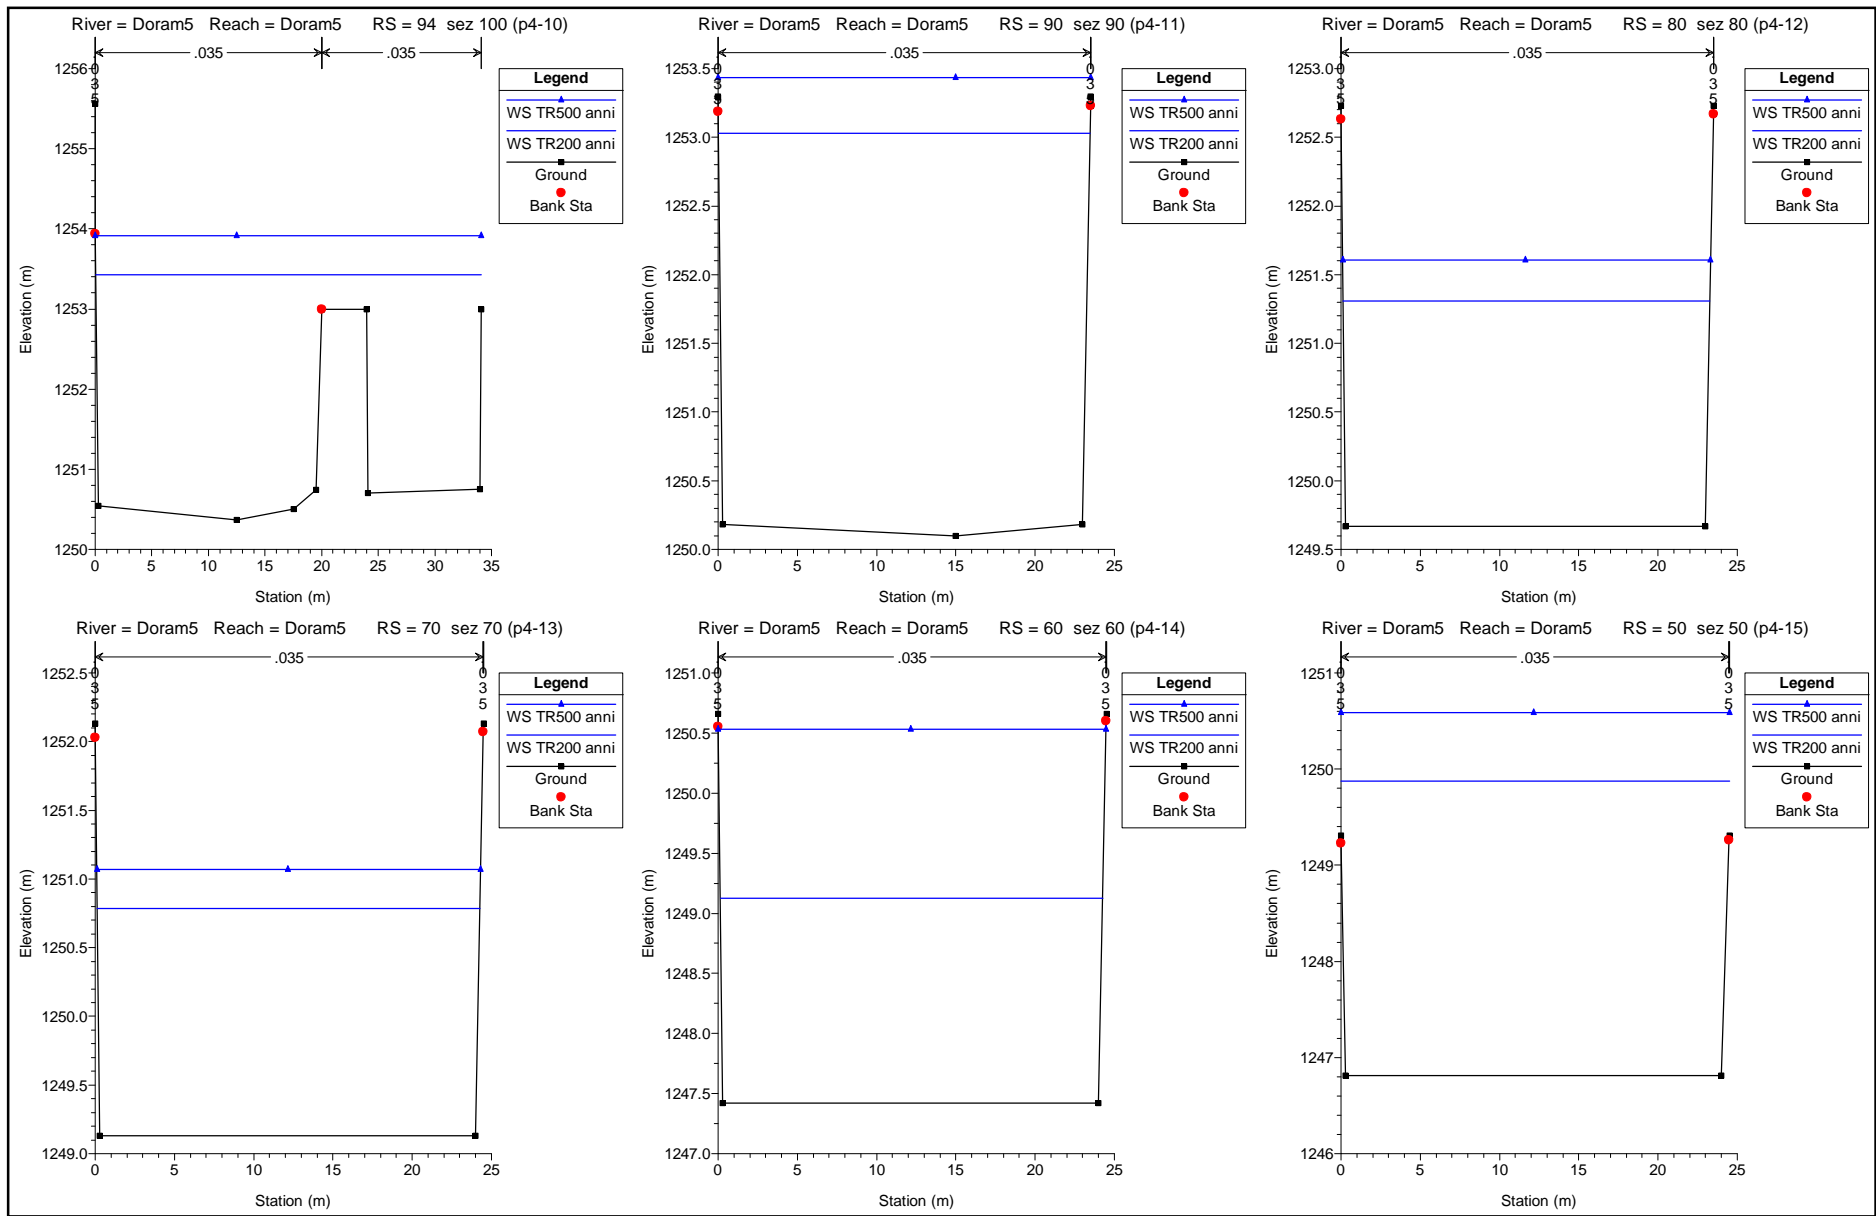 River = Doram5 Reach = Doram5 RS = 94 sez 100 (p4-10)
.035 .035
.035
Legend
WS TR500 anni
WS TR200 anni
Ground
Bank Sta
1256
1255
1254
1253
1252
1251
1250
Elevation (m)
0 5 10 15 20 25 30 35
Station (m)
River = Doram5 Reach = Doram5 RS = 90 sez 90 (p4-11)
.035
Legend
WS TR500 anni
WS TR200 anni
Ground
Bank Sta
1253.5
1253.0
1252.5
1252.0
1251.5
1251.0
1250.5
1250.0
Elevation (m)
0 5 10 15 20 25
Station (m)
River = Doram5 Reach = Doram5 RS = 80 sez 80 (p4-12)
.035
.035 .035
Legend
WS TR500 anni
WS TR200 anni
Ground
Bank Sta
1253.0
1252.5
1252.0
1251.5
1251.0
1250.5
1250.0
1249.5
Elevation (m)
0 5 10 15 20 25
Station (m)
River = Doram5 Reach = Doram5 RS = 70 sez 70 (p4-13)
.035
.035 .035
Legend
WS TR500 anni
WS TR200 anni
Ground
Bank Sta
1252.5
1252.0
1251.5
1251.0
1250.5
1250.0
1249.5
1249.0
Elevation (m)
0 5 10 15 20 25
Station (m)
River = Doram5 Reach = Doram5 RS = 60 sez 60 (p4-14)
.035
.035 .035
Legend
WS TR500 anni
WS TR200 anni
Ground
Bank Sta
1251.0
1250.5
1250.0
1249.5
1249.0
1248.5
1248.0
1247.5
1247.0
Elevation (m)
0 5 10 15 20 25
Station (m)
River = Doram5 Reach = Doram5 RS = 50 sez 50 (p4-15)
.035
.035 .035
Legend
WS TR500 anni
WS TR200 anni
Ground
Bank Sta
1251
1250
1249
1248
1247
1246
Elevation (m)
0 5 10 15 20 25
Station (m)